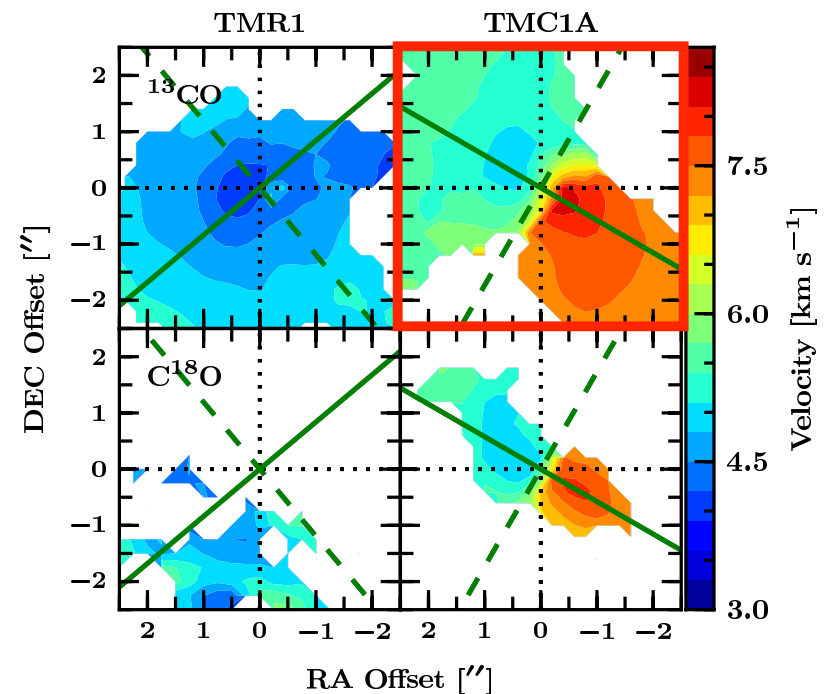 TMR1 TMC1A
¹³CO
2
1
0
−1
−2
C¹⁸O
2
1
0
−1
−2
2 1 0 −1 −2 2 1 0 −1 −2
DEC Offset [″]
RA Offset [″]
7.5
6.0
4.5
3.0
Velocity [km s⁻¹]